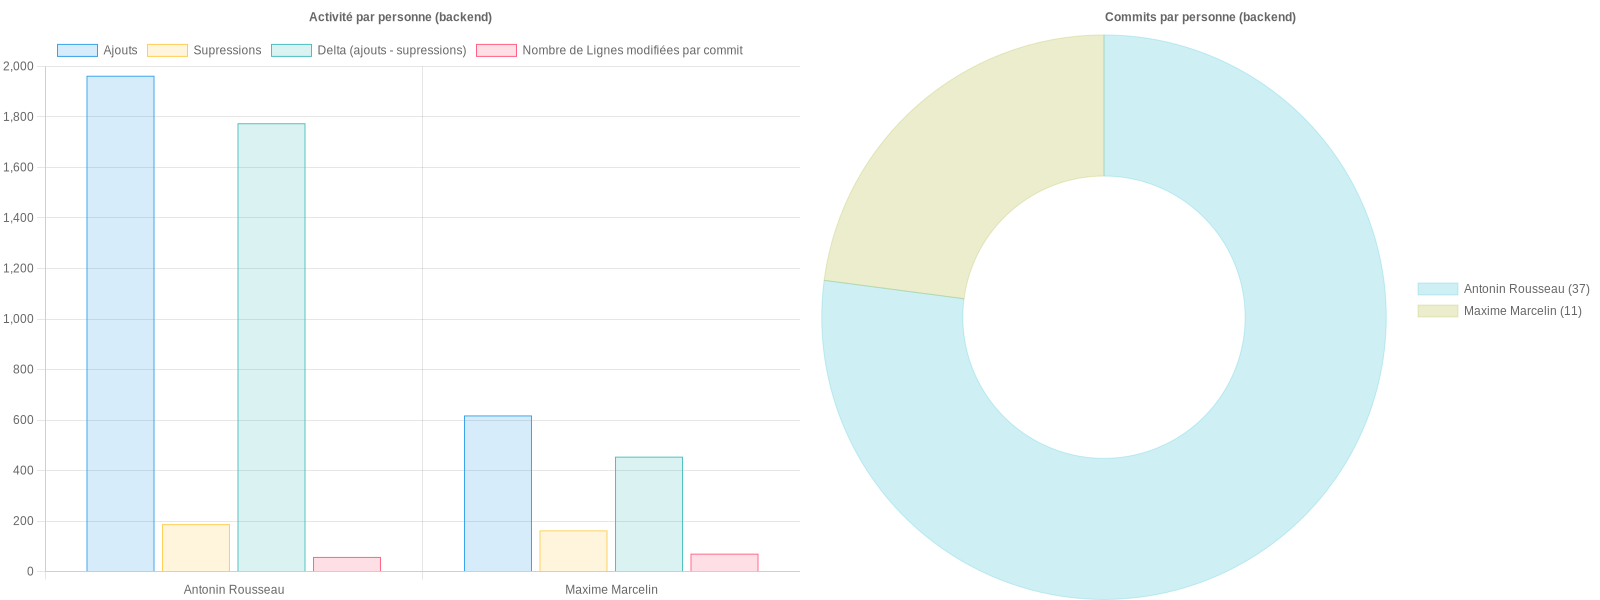 Activité par personne (backend)
Ajouts
Supressions
Delta (ajouts - supressions)
Nombre de Lignes modifiées par commit
2,000
1,800
1,600
1,400
1,200
1,000
800
600
400
200
0
Antonin Rousseau
Maxime Marcelin
Commits par personne (backend)
Antonin Rousseau (37)
Maxime Marcelin (11)